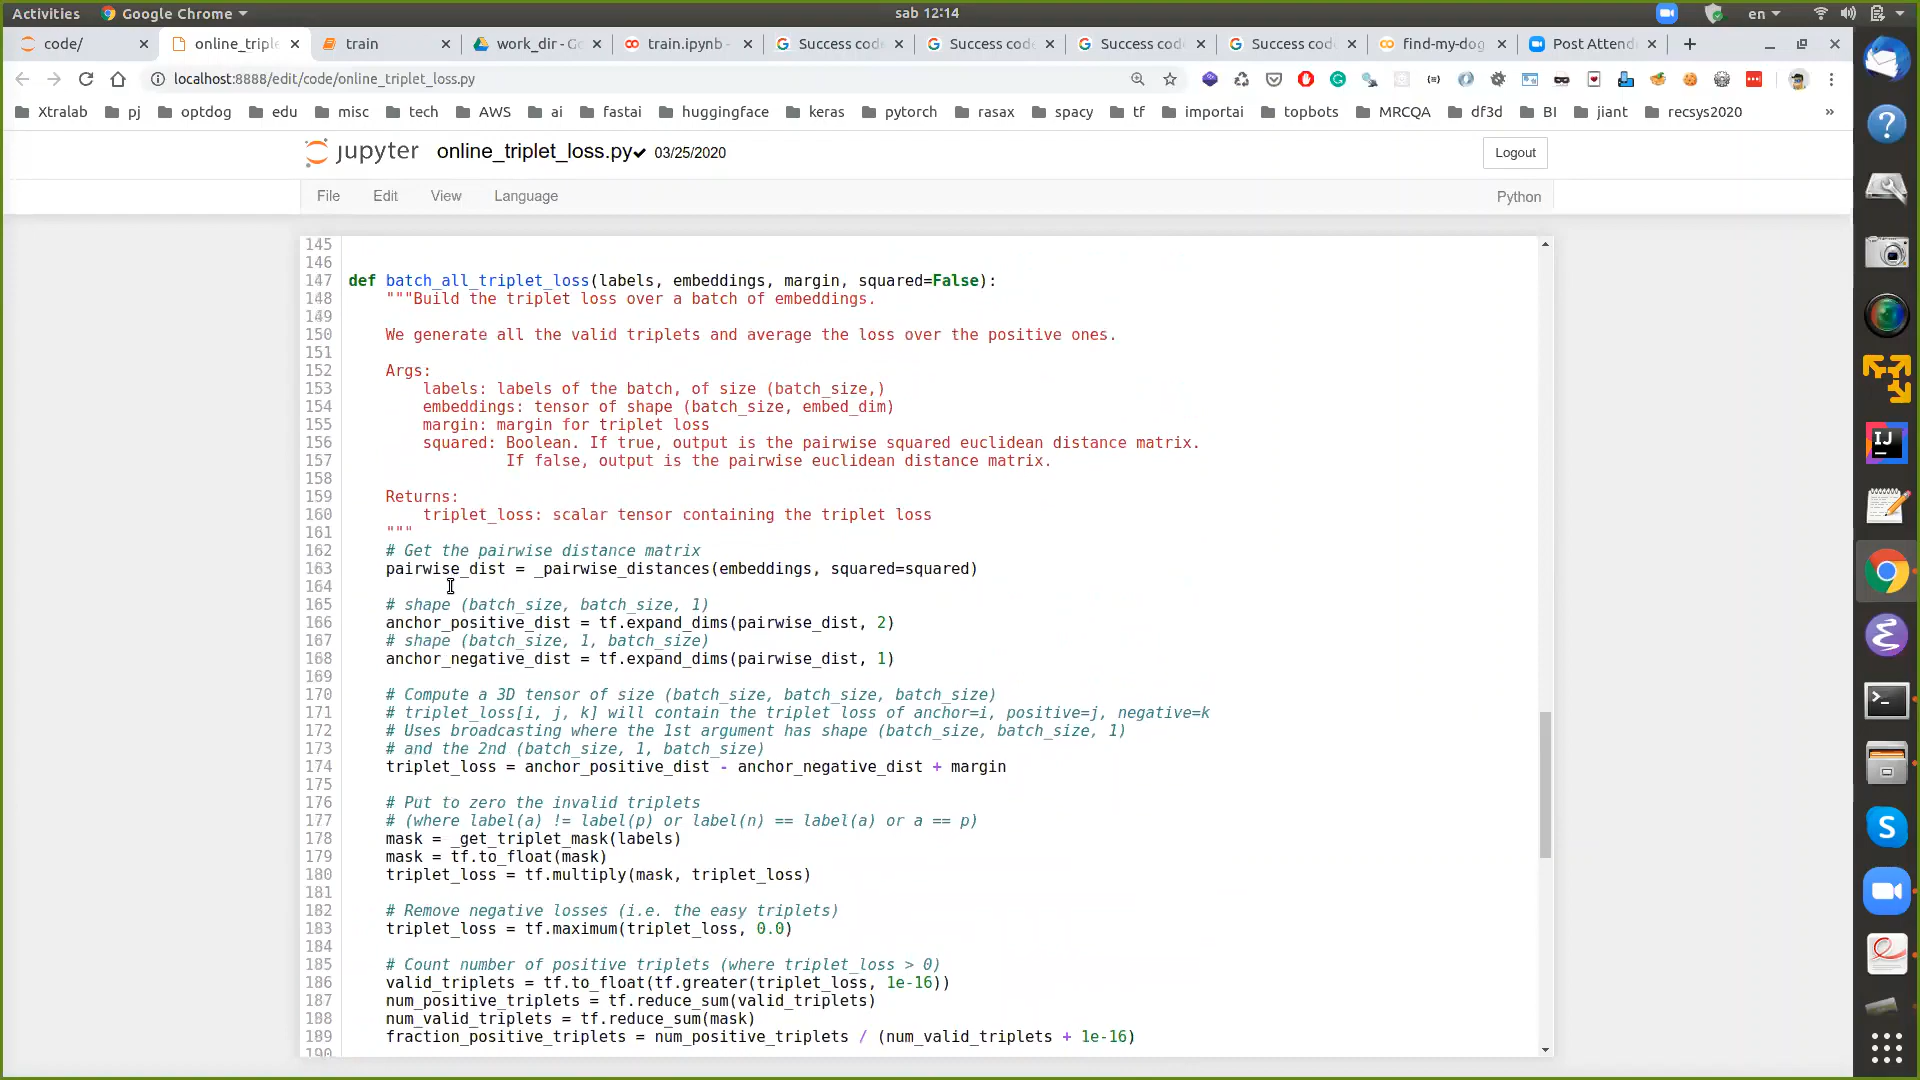 Activities Google Chrome sab 12:14 en
code/ online_triple train work_dir - Go train.ipynb - Success cod Success cod Success cod Success cod find-my-dog Post Attend
localhost:8888/edit/code/online_triplet_loss.py
Xtralab pj optdog edu misc tech AWS ai fastai huggingface keras pytorch rasax spacy tf importai topbots MRCQA df3d BI jiant recsys2020 »
jupyter online_triplet_loss.py✔ 03/25/2020 Logout
File Edit View Language Python
145
146
147 def batch_all_triplet_loss(labels, embeddings, margin, squared=False):
148 """Build the triplet loss over a batch of embeddings.
149
150 We generate all the valid triplets and average the loss over the positive ones.
151
152 Args:
153 labels: labels of the batch, of size (batch_size,)
154 embeddings: tensor of shape (batch_size, embed_dim)
155 margin: margin for triplet loss
156 squared: Boolean. If true, output is the pairwise squared euclidean distance matrix.
157 If false, output is the pairwise euclidean distance matrix.
158
159 Returns:
160 triplet_loss: scalar tensor containing the triplet loss
161 """
162 # Get the pairwise distance matrix
163 pairwise_dist = _pairwise_distances(embeddings, squared=squared)
164
165 # shape (batch_size, batch_size, 1)
166 anchor_positive_dist = tf.expand_dims(pairwise_dist, 2)
167 # shape (batch_size, 1, batch_size)
168 anchor_negative_dist = tf.expand_dims(pairwise_dist, 1)
169
170 # Compute a 3D tensor of size (batch_size, batch_size, batch_size)
171 # triplet_loss[i, j, k] will contain the triplet loss of anchor=i, positive=j, negative=k
172 # Uses broadcasting where the 1st argument has shape (batch_size, batch_size, 1)
173 # and the 2nd (batch_size, 1, batch_size)
174 triplet_loss = anchor_positive_dist - anchor_negative_dist + margin
175
176 # Put to zero the invalid triplets
177 # (where label(a) != label(p) or label(n) == label(a) or a == p)
178 mask = _get_triplet_mask(labels)
179 mask = tf.to_float(mask)
180 triplet_loss = tf.multiply(mask, triplet_loss)
181
182 # Remove negative losses (i.e. the easy triplets)
183 triplet_loss = tf.maximum(triplet_loss, 0.0)
184
185 # Count number of positive triplets (where triplet_loss > 0)
186 valid_triplets = tf.to_float(tf.greater(triplet_loss, 1e-16))
187 num_positive_triplets = tf.reduce_sum(valid_triplets)
188 num_valid_triplets = tf.reduce_sum(mask)
189 fraction_positive_triplets = num_positive_triplets / (num_valid_triplets + 1e-16)
190